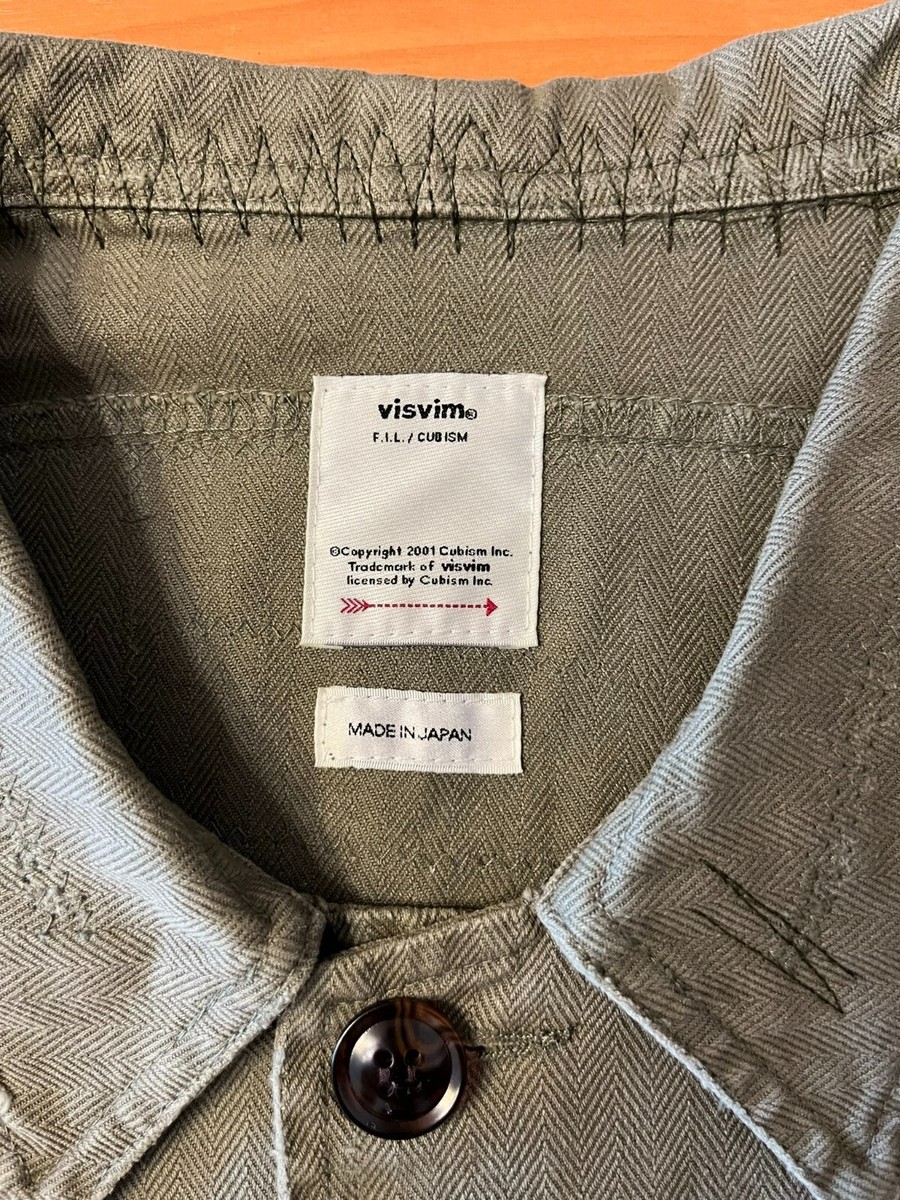 visvim®
F.I.L. / CUBISM
©Copyright 2001 Cubism Inc.
Trademark of visvim
licensed by Cubism Inc.
MADE IN JAPAN